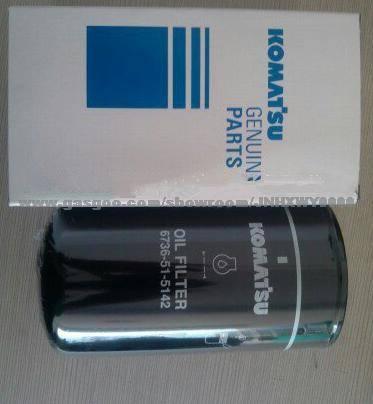 KOMATSU
GENUINE
PARTS
KOMATSU
OIL FILTER
6736-51-5142